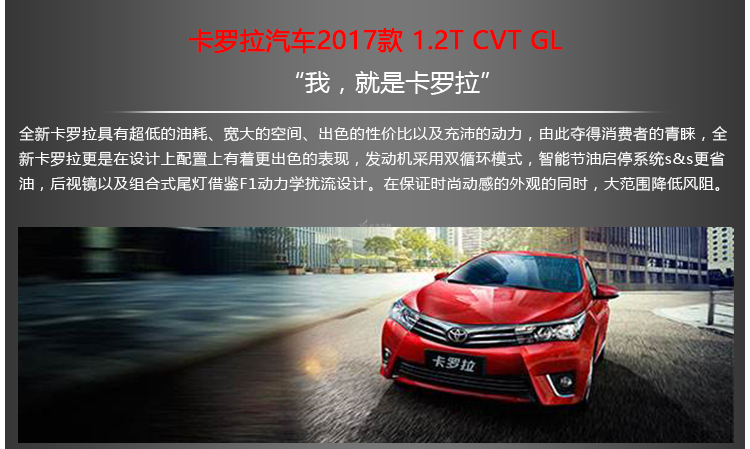 卡罗拉汽车2017款 1.2T CVT GL
“我，就是卡罗拉”
全新卡罗拉具有超低的油耗、宽大的空间、出色的性价比以及充沛的动力，由此夺得消费者的青睐，全
新卡罗拉更是在设计上配置上有着更出色的表现，发动机采用双循环模式，智能节油启停系统s&s更省
油，后视镜以及组合式尾灯借鉴F1动力学扰流设计。在保证时尚动感的外观的同时，大范围降低风阻。
卡罗拉